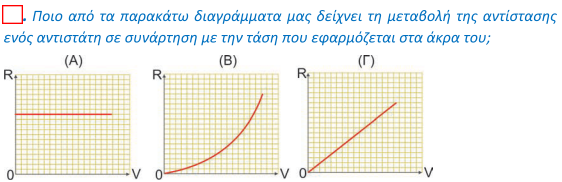 . Ποιο από τα παρακάτω διαγράμματα μας δείχνει τη μεταβολή της αντίστασης
ενός αντιστάτη σε συνάρτηση με την τάση που εφαρμόζεται στα άκρα του;
(Α) (Β) (Γ)
R R R
0 V 0 V 0 V